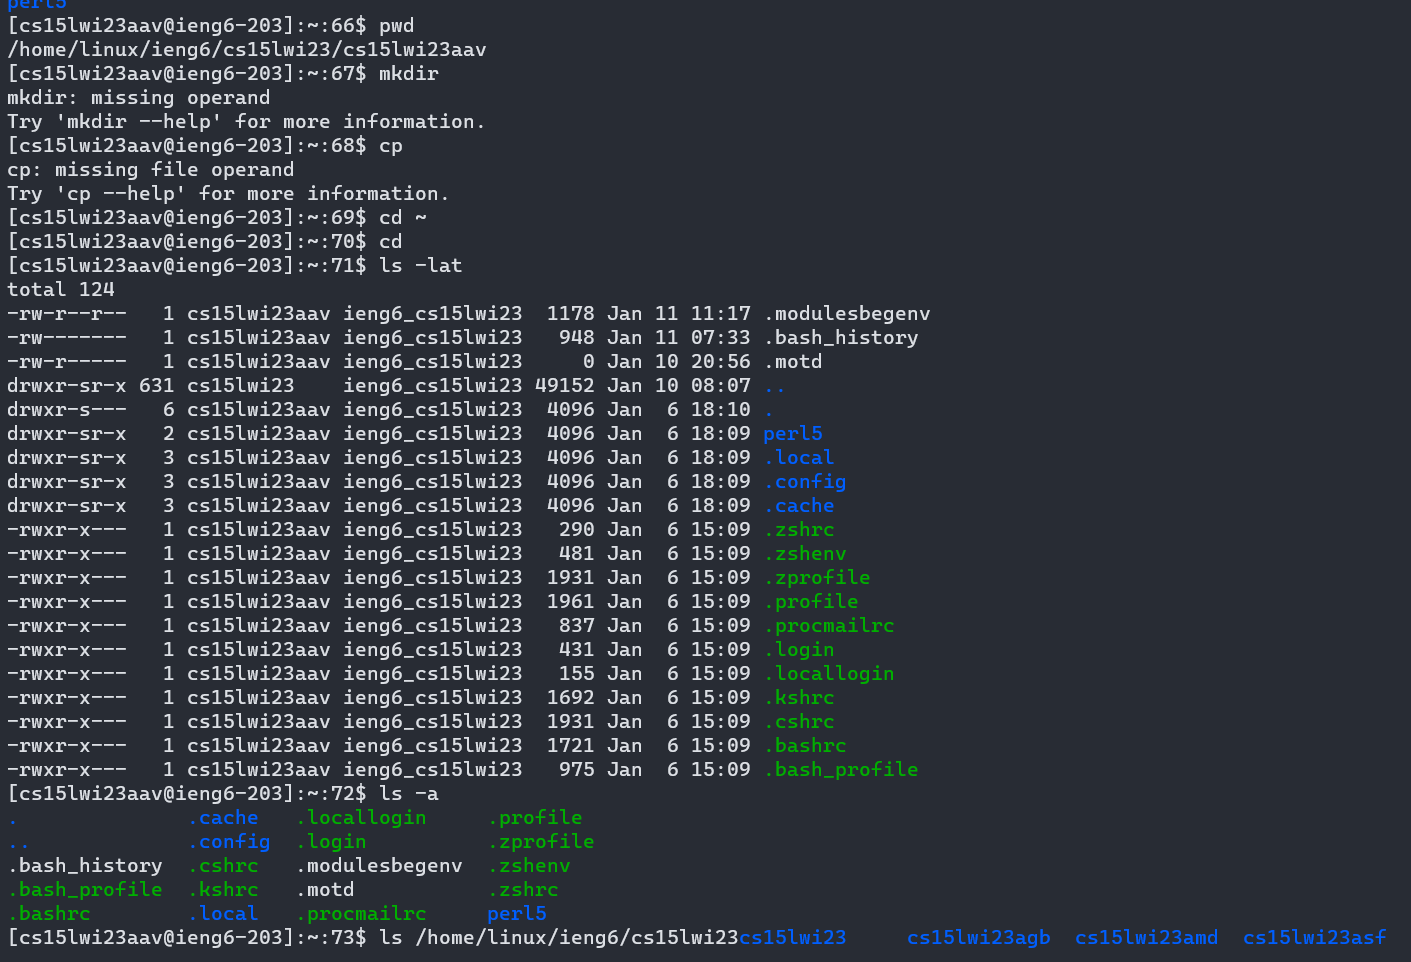 perl5
[cs15lwi23aav@ieng6-203]:~:66$ pwd
/home/linux/ieng6/cs15lwi23/cs15lwi23aav
[cs15lwi23aav@ieng6-203]:~:67$ mkdir
mkdir: missing operand
Try 'mkdir --help' for more information.
[cs15lwi23aav@ieng6-203]:~:68$ cp
cp: missing file operand
Try 'cp --help' for more information.
[cs15lwi23aav@ieng6-203]:~:69$ cd ~
[cs15lwi23aav@ieng6-203]:~:70$ cd
[cs15lwi23aav@ieng6-203]:~:71$ ls -lat
total 124
-rw-r--r--   1 cs15lwi23aav ieng6_cs15lwi23  1178 Jan 11 11:17 .modulesbegenv
-rw-------   1 cs15lwi23aav ieng6_cs15lwi23   948 Jan 11 07:33 .bash_history
-rw-r-----   1 cs15lwi23aav ieng6_cs15lwi23     0 Jan 10 20:56 .motd
drwxr-sr-x 631 cs15lwi23    ieng6_cs15lwi23 49152 Jan 10 08:07 ..
drwxr-s---   6 cs15lwi23aav ieng6_cs15lwi23  4096 Jan  6 18:10 .
drwxr-sr-x   2 cs15lwi23aav ieng6_cs15lwi23  4096 Jan  6 18:09 perl5
drwxr-sr-x   3 cs15lwi23aav ieng6_cs15lwi23  4096 Jan  6 18:09 .local
drwxr-sr-x   3 cs15lwi23aav ieng6_cs15lwi23  4096 Jan  6 18:09 .config
drwxr-sr-x   3 cs15lwi23aav ieng6_cs15lwi23  4096 Jan  6 18:09 .cache
-rwxr-x---   1 cs15lwi23aav ieng6_cs15lwi23   290 Jan  6 15:09 .zshrc
-rwxr-x---   1 cs15lwi23aav ieng6_cs15lwi23   481 Jan  6 15:09 .zshenv
-rwxr-x---   1 cs15lwi23aav ieng6_cs15lwi23  1931 Jan  6 15:09 .zprofile
-rwxr-x---   1 cs15lwi23aav ieng6_cs15lwi23  1961 Jan  6 15:09 .profile
-rwxr-x---   1 cs15lwi23aav ieng6_cs15lwi23   837 Jan  6 15:09 .procmailrc
-rwxr-x---   1 cs15lwi23aav ieng6_cs15lwi23   431 Jan  6 15:09 .login
-rwxr-x---   1 cs15lwi23aav ieng6_cs15lwi23   155 Jan  6 15:09 .locallogin
-rwxr-x---   1 cs15lwi23aav ieng6_cs15lwi23  1692 Jan  6 15:09 .kshrc
-rwxr-x---   1 cs15lwi23aav ieng6_cs15lwi23  1931 Jan  6 15:09 .cshrc
-rwxr-x---   1 cs15lwi23aav ieng6_cs15lwi23  1721 Jan  6 15:09 .bashrc
-rwxr-x---   1 cs15lwi23aav ieng6_cs15lwi23   975 Jan  6 15:09 .bash_profile
[cs15lwi23aav@ieng6-203]:~:72$ ls -a
.              .cache   .locallogin     .profile
..             .config  .login          .zprofile
.bash_history  .cshrc   .modulesbegenv  .zshenv
.bash_profile  .kshrc   .motd           .zshrc
.bashrc        .local   .procmailrc     perl5
[cs15lwi23aav@ieng6-203]:~:73$ ls /home/linux/ieng6/cs15lwi23cs15lwi23     cs15lwi23agb  cs15lwi23amd  cs15lwi23asf